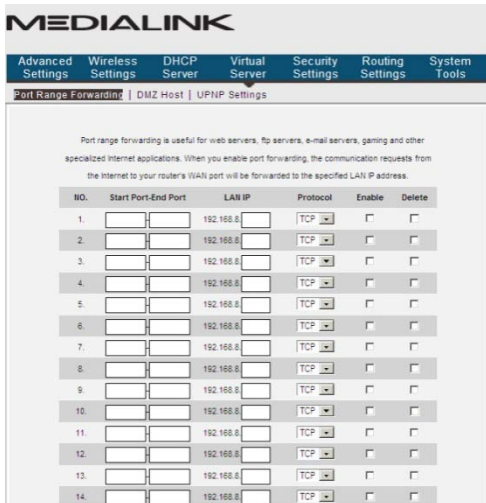 MEDIALINK
Advanced Settings Wireless Settings DHCP Server Virtual Server Security Settings Routing Settings System Tools
Port Range Forwarding | DMZ Host | UPNP Settings
Port range forwarding is useful for web servers, ftp servers, e-mail servers, gaming and other
specialized Internet applications. When you enable port forwarding, the communication requests from
the Internet to your router's WAN port will be forwarded to the specified LAN IP address.
NO. Start Port-End Port LAN IP Protocol Enable Delete
1. - 192.168.8. TCP
2. - 192.168.8. TCP
3. - 192.168.8. TCP
4. - 192.168.8. TCP
5. - 192.168.8. TCP
6. - 192.168.8. TCP
7. - 192.168.8. TCP
8. - 192.168.8. TCP
9. - 192.168.8. TCP
10. - 192.168.8. TCP
11. - 192.168.8. TCP
12. - 192.168.8. TCP
13. - 192.168.8. TCP
14. - 192.168.8. TCP